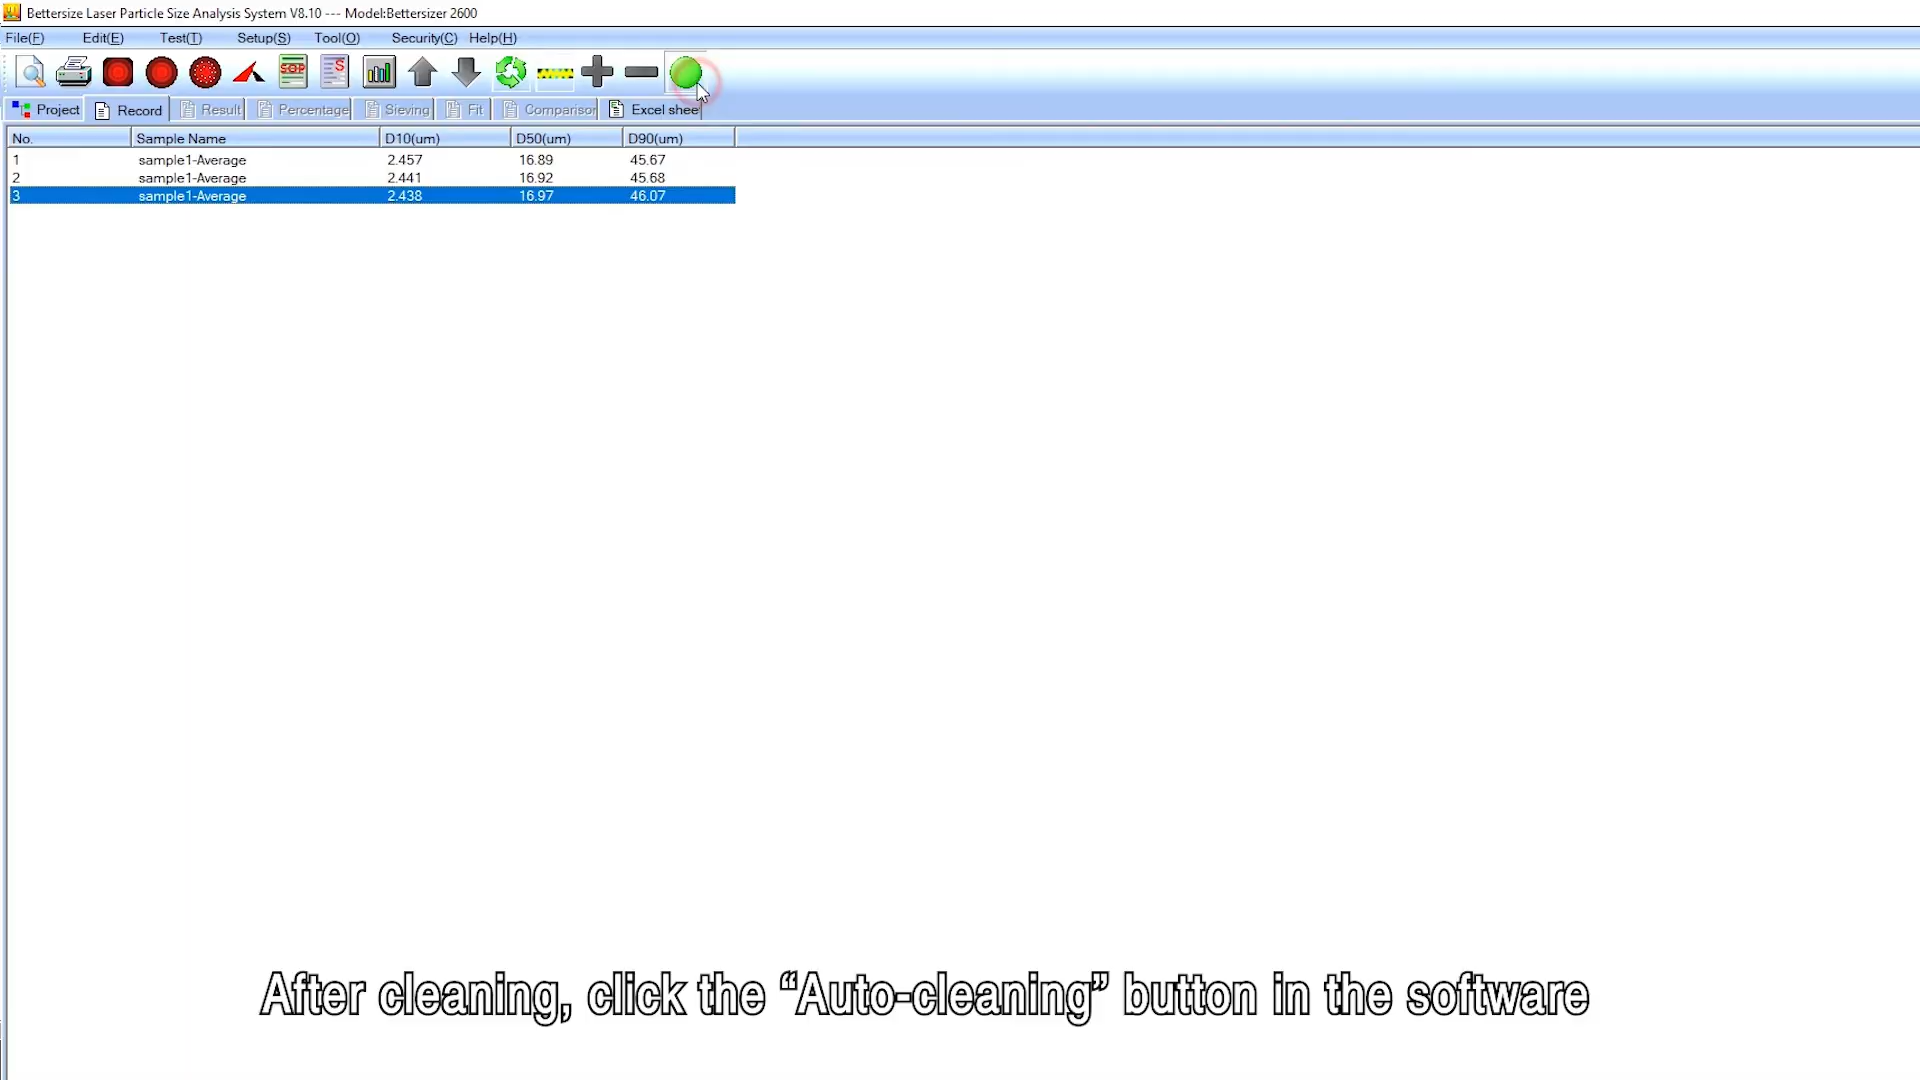 Bettersize Laser Particle Size Analysis System V8.10 --- Model:Bettersizer 2600
File(F) Edit(E) Test(T) Setup(S) Tool(O) Security(C) Help(H)
SOP S
Project Record Result Percentage Sieving Fit Comparisor Excel shee
No. Sample Name D10(um) D50(um) D90(um)
1 sample1-Average 2.457 16.89 45.67
2 sample1-Average 2.441 16.92 45.68
3 sample1-Average 2.438 16.97 46.07
After cleaning, click the “Auto-cleaning” button in the software